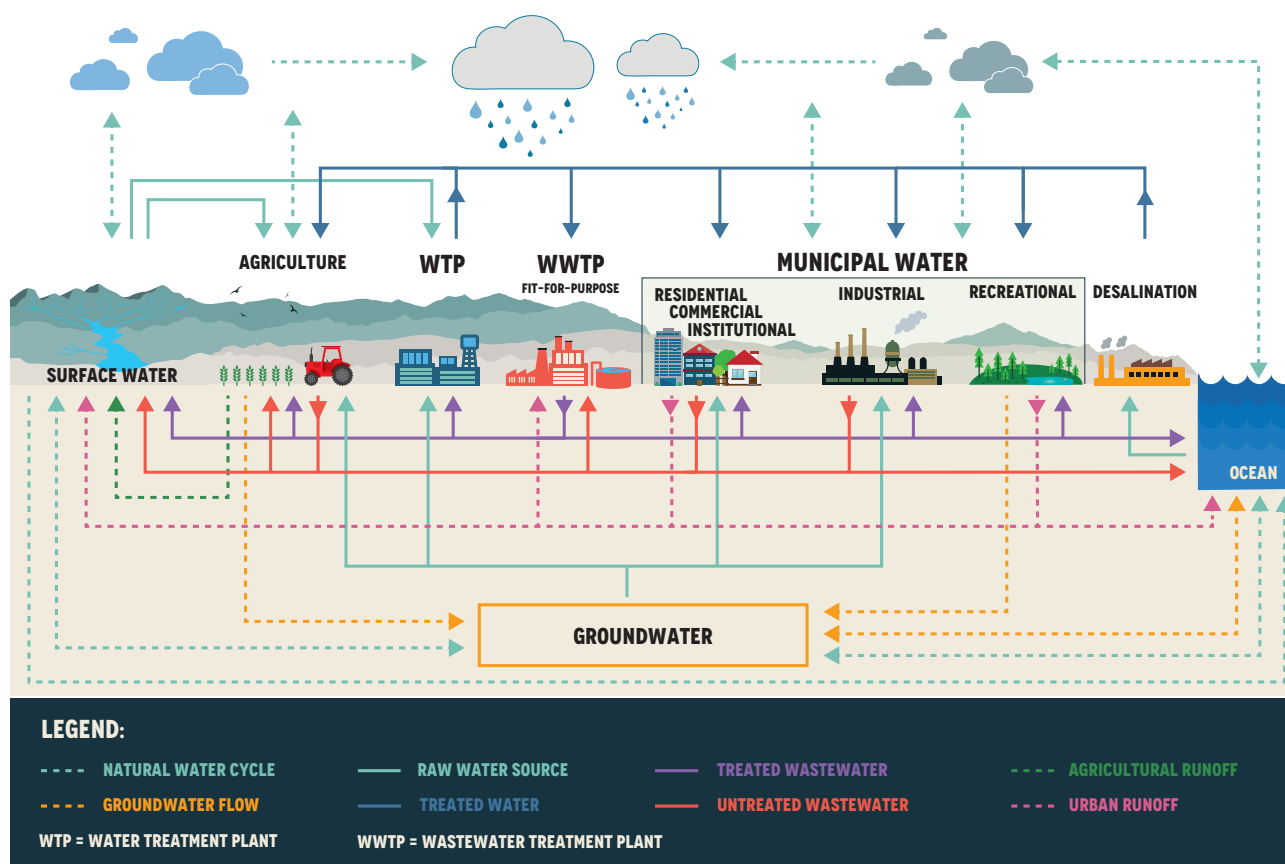 AGRICULTURE
WTP
WWTP
FIT-FOR-PURPOSE
MUNICIPAL WATER
RESIDENTIAL
COMMERCIAL
INSTITUTIONAL
INDUSTRIAL
RECREATIONAL
DESALINATION
SURFACE WATER
OCEAN
GROUNDWATER
LEGEND:
NATURAL WATER CYCLE
RAW WATER SOURCE
TREATED WASTEWATER
AGRICULTURAL RUNOFF
GROUNDWATER FLOW
TREATED WATER
UNTREATED WASTEWATER
URBAN RUNOFF
WTP = WATER TREATMENT PLANT
WWTP = WASTEWATER TREATMENT PLANT